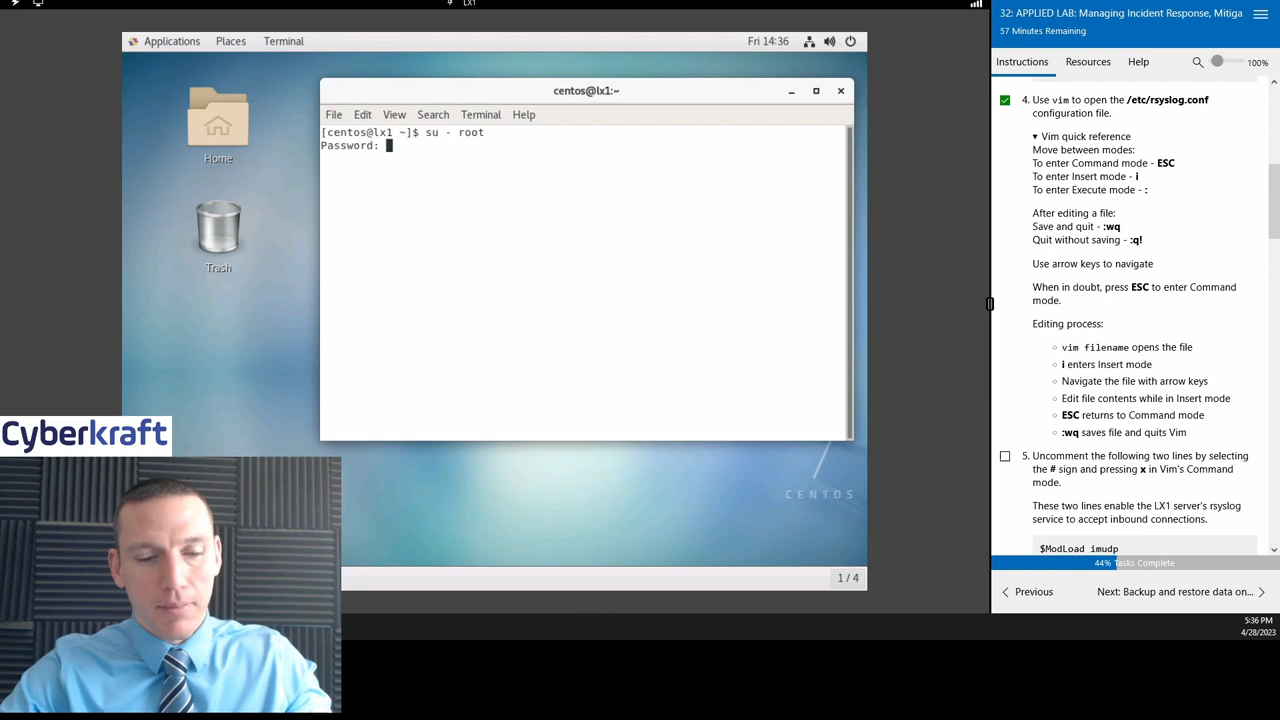 LX1
Applications Places Terminal
Fri 14:36
Home
Trash
centos@lx1:~
File Edit View Search Terminal Help
[centos@lx1 ~]$ su - root
Password:
CENTOS
1 / 4
Cyberkraft
32: APPLIED LAB: Managing Incident Response, Mitiga
57 Minutes Remaining
Instructions Resources Help
100%
4. Use vim to open the /etc/rsyslog.conf
configuration file.
▾ Vim quick reference
Move between modes:
To enter Command mode - ESC
To enter Insert mode - i
To enter Execute mode - :
After editing a file:
Save and quit - :wq
Quit without saving - :q!
Use arrow keys to navigate
When in doubt, press ESC to enter Command
mode.
Editing process:
vim filename opens the file
i enters Insert mode
Navigate the file with arrow keys
Edit file contents while in Insert mode
ESC returns to Command mode
:wq saves file and quits Vim
5. Uncomment the following two lines by selecting
the # sign and pressing x in Vim's Command
mode.
These two lines enable the LX1 server's rsyslog
service to accept inbound connections.
$ModLoad imudp
44% Tasks Complete
Previous
Next: Backup and restore data on...
5:36 PM
4/28/2023